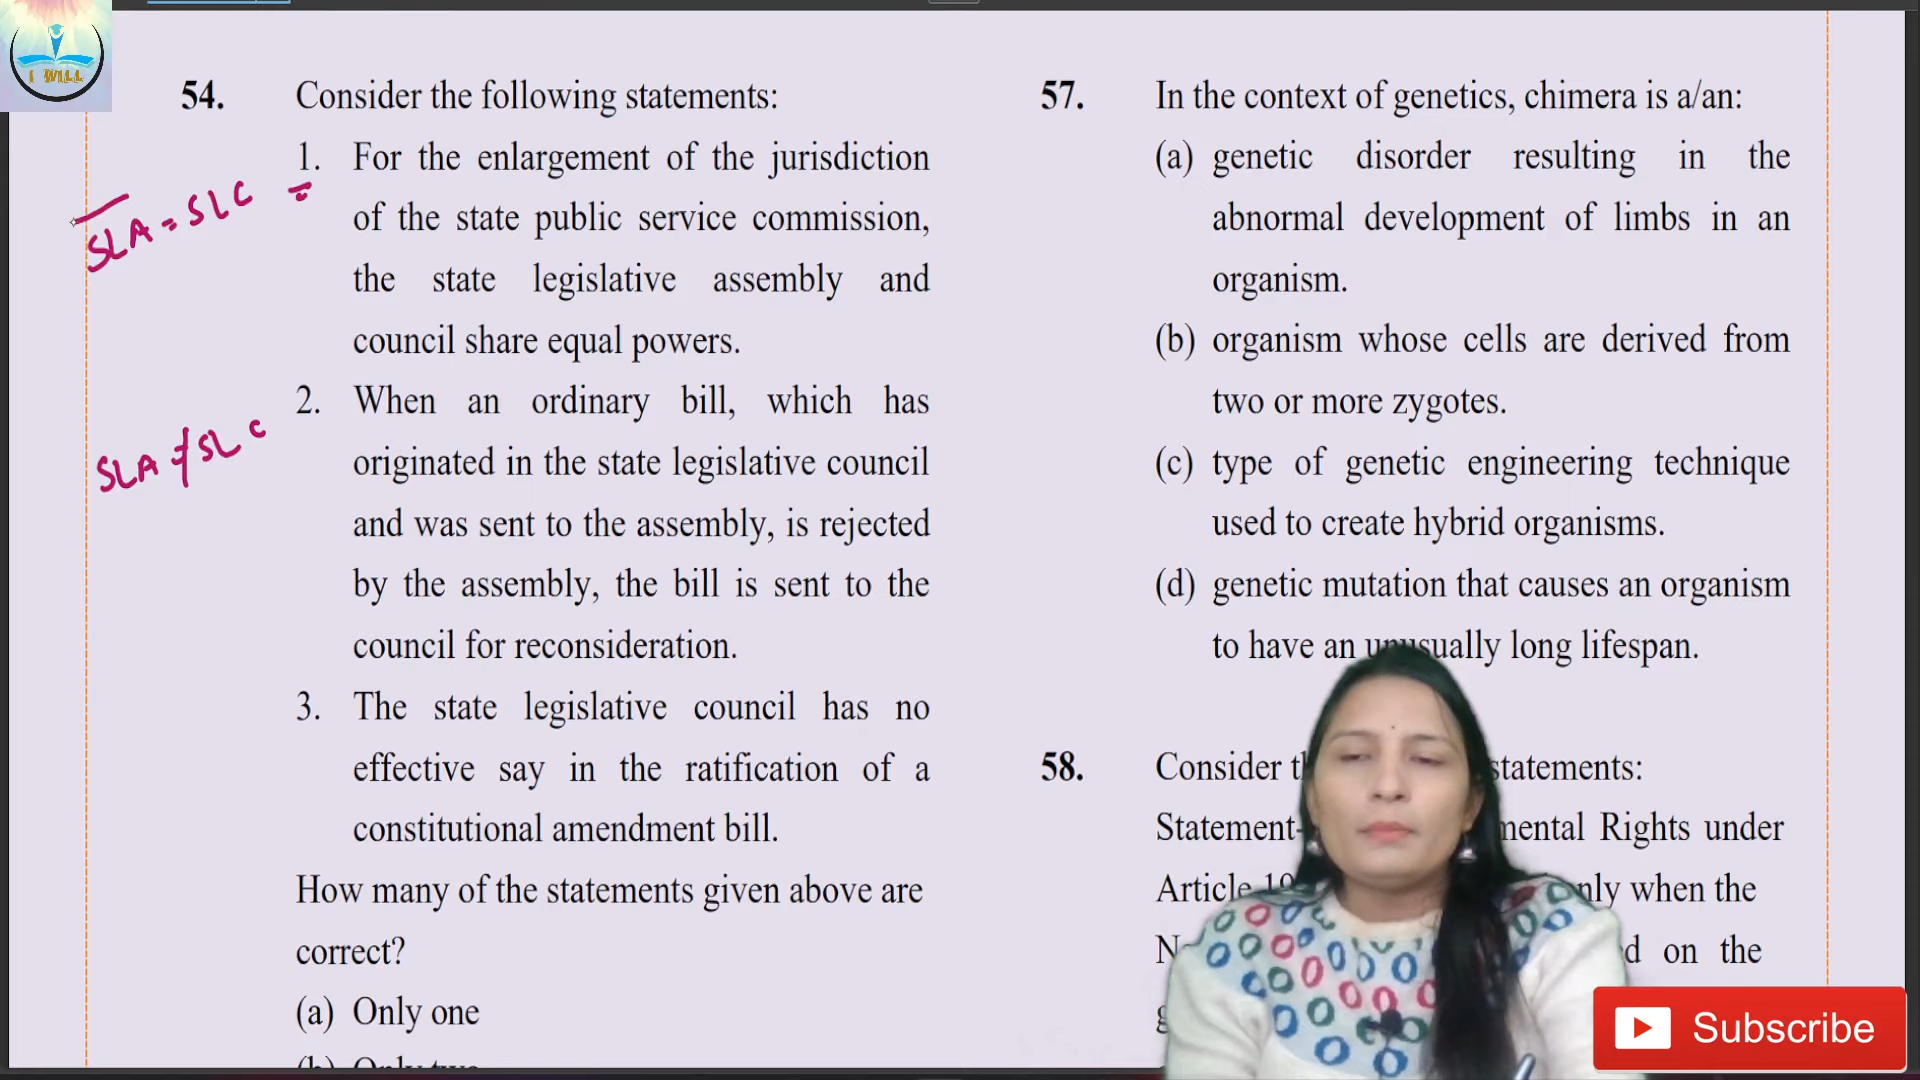 I WILL
54. Consider the following statements:
1. For the enlargement of the jurisdiction
of the state public service commission,
the state legislative assembly and
council share equal powers.
2. When an ordinary bill, which has
originated in the state legislative council
and was sent to the assembly, is rejected
by the assembly, the bill is sent to the
council for reconsideration.
3. The state legislative council has no
effective say in the ratification of a
constitutional amendment bill.
How many of the statements given above are
correct?
(a) Only one
(b) Only two
SLA = SLC =
SLA ≠ SLC
57. In the context of genetics, chimera is a/an:
(a) genetic disorder resulting in the
abnormal development of limbs in an
organism.
(b) organism whose cells are derived from
two or more zygotes.
(c) type of genetic engineering technique
used to create hybrid organisms.
(d) genetic mutation that causes an organism
to have an unusually long lifespan.
58. Consider statements:
Statement- Rights under
Article when the
on the
Subscribe